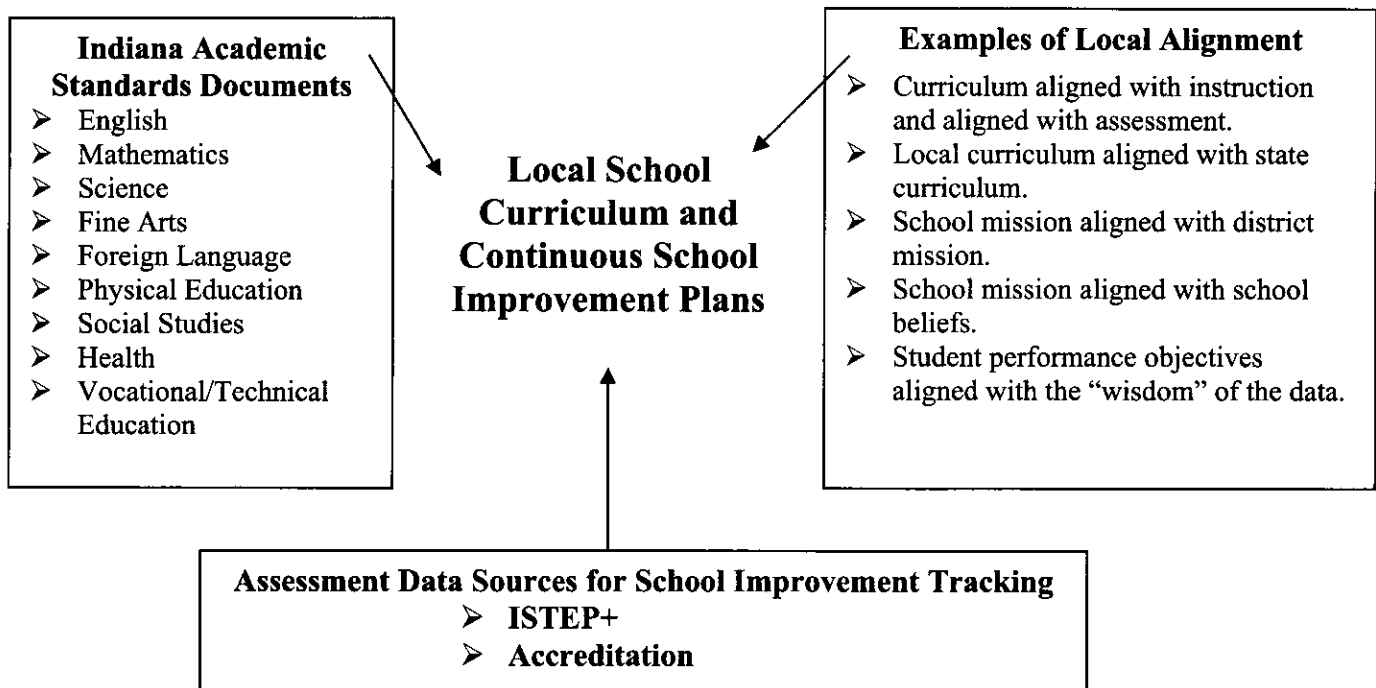 Indiana Academic
Standards Documents
➢ English
➢ Mathematics
➢ Science
➢ Fine Arts
➢ Foreign Language
➢ Physical Education
➢ Social Studies
➢ Health
➢ Vocational/Technical
Education
Local School
Curriculum and
Continuous School
Improvement Plans
Examples of Local Alignment
➢ Curriculum aligned with instruction
and aligned with assessment.
➢ Local curriculum aligned with state
curriculum.
➢ School mission aligned with district
mission.
➢ School mission aligned with school
beliefs.
➢ Student performance objectives
aligned with the “wisdom” of the data.
Assessment Data Sources for School Improvement Tracking
➢ ISTEP+
➢ Accreditation